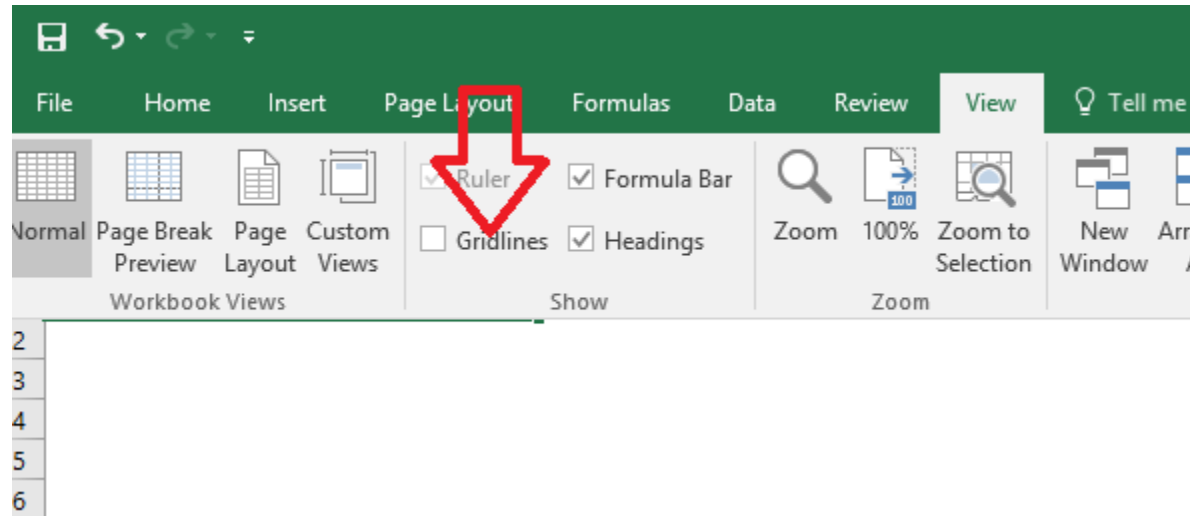 File Home Insert Page Layout Formulas Data Review View Tell me
Ruler Formula Bar
100
Normal Page Break Page Custom Gridlines Headings Zoom 100% Zoom to New
Preview Layout Views Selection Window
Workbook Views Show Zoom
2
3
4
5
6